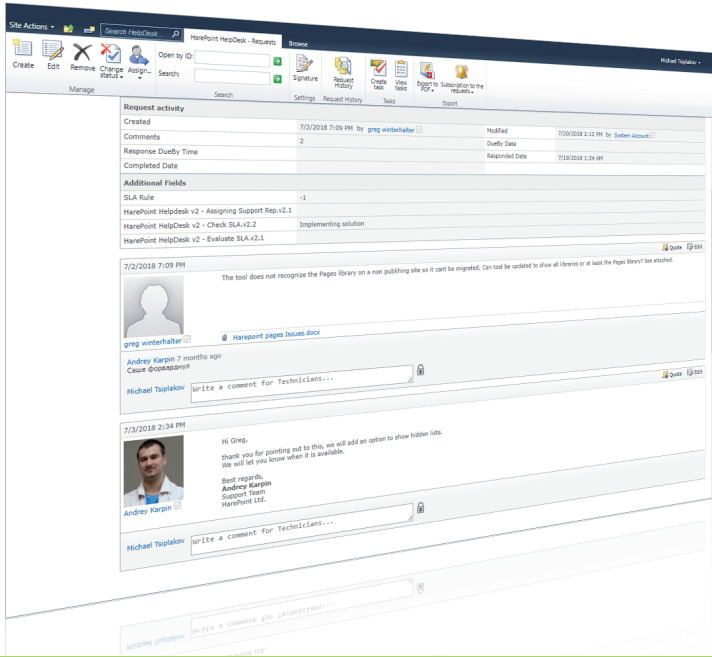 Site Actions
Search HelpDesk...
HarePoint HelpDesk - Requests
Browse
Michael Tsiplakov
Create
Edit
Remove
Change status
Assign...
Manage
Open by ID:
Search:
Search
Signature
Settings
Request History
Request History
Create task
View tasks
Tasks
Export to PDF
Subscription to the requests
Export
Request activity
Created
7/2/2018 7:09 PM by greg winterhalter
Modified
7/20/2018 2:12 PM by System Account
Comments
2
DueBy Date
Response DueBy Time
Responded Date
7/18/2018 1:24 AM
Completed Date
Additional Fields
SLA Rule
-1
HarePoint Helpdesk v2 - Assigning Support Rep.v2.1
HarePoint HelpDesk v2 - Check SLA.v2.2
Implementing solution
HarePoint HelpDesk v2 - Evaluate SLA.v2.1
Quote
Edit
7/2/2018 7:09 PM
The tool does not recognize the Pages library on a non publihing site so it cant be migrated. Can tool be updated to show all libraries or at least the Pages library? See attached.
Harepoint pages Issues.docx
greg winterhalter
Andrey Karpin 7 months ago
Саше форварднул
Michael Tsiplakov
Write a comment for Technicians...
Quote
Edit
7/3/2018 2:34 PM
Hi Greg,
thank you for pointing out to this, we will add an option to show hidden lists.
We will let you know when it is available.
Best regards,
Andrey Karpin
Support Team
HarePoint Ltd.
Andrey Karpin
Michael Tsiplakov
Write a comment for Technicians...